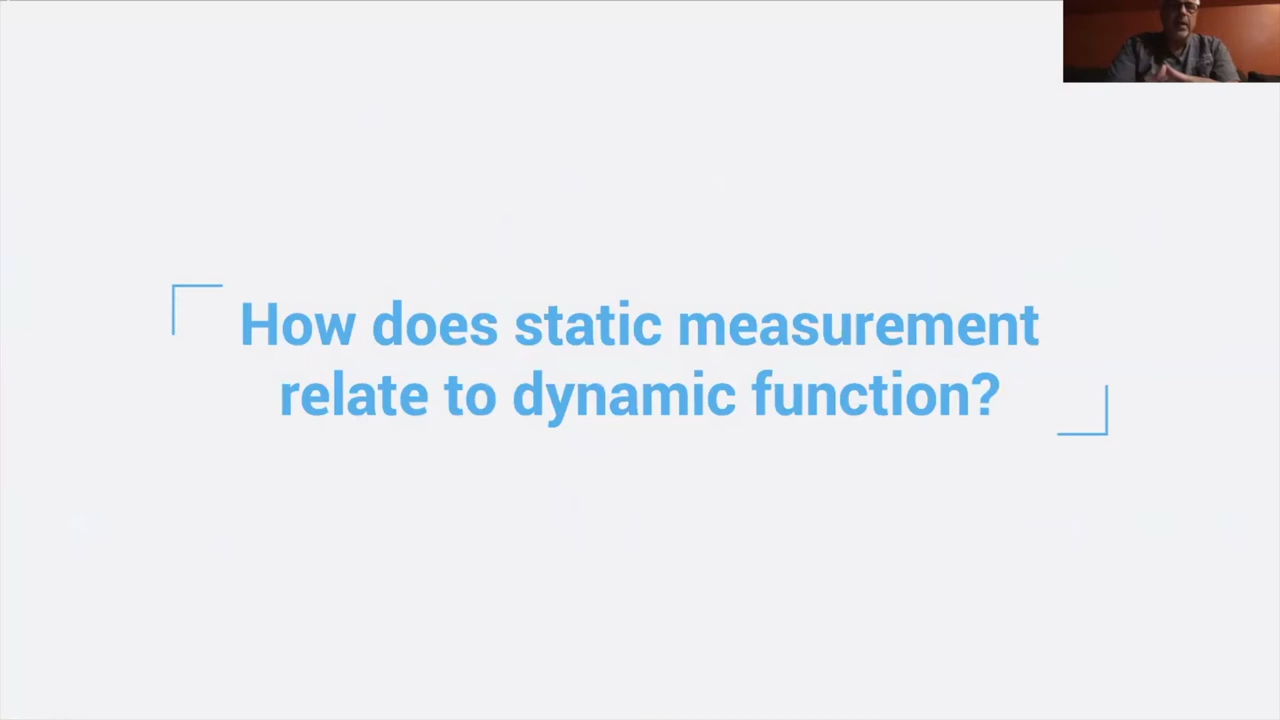 How does static measurement
relate to dynamic function?